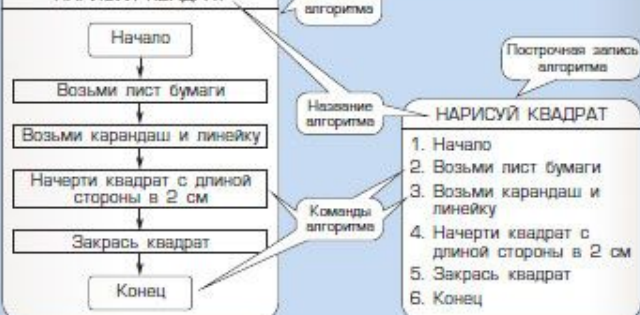 алгоритма
НАРИСУЙ КВАДРАТ
Начало
Возьми лист бумаги
Возьми карандаш и линейку
Начерти квадрат с длиной
стороны в 2 см
Закрась квадрат
Конец
Название
алгоритма
Команды
алгоритма
Построчная запись
алгоритма
НАРИСУЙ КВАДРАТ
1. Начало
2. Возьми лист бумаги
3. Возьми карандаш и
линейку
4. Начерти квадрат с
длиной стороны в 2 см
5. Закрась квадрат
6. Конец